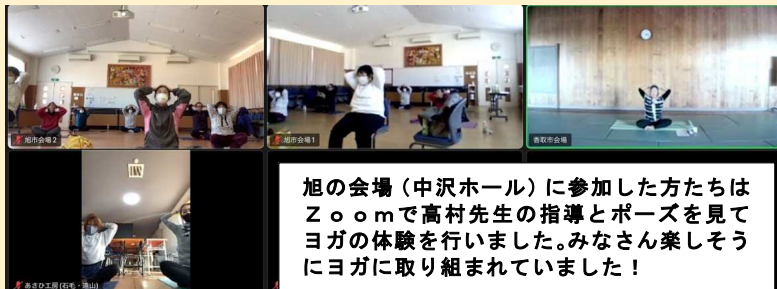 旭市会場2
旭市会場1
香取市会場
あさひ工房(石毛・遠山)
旭の会場(中沢ホール)に参加した方たちは
Zoomで高村先生の指導とポーズを見て
ヨガの体験を行いました。みなさん楽しそう
にヨガに取り組まれていました!